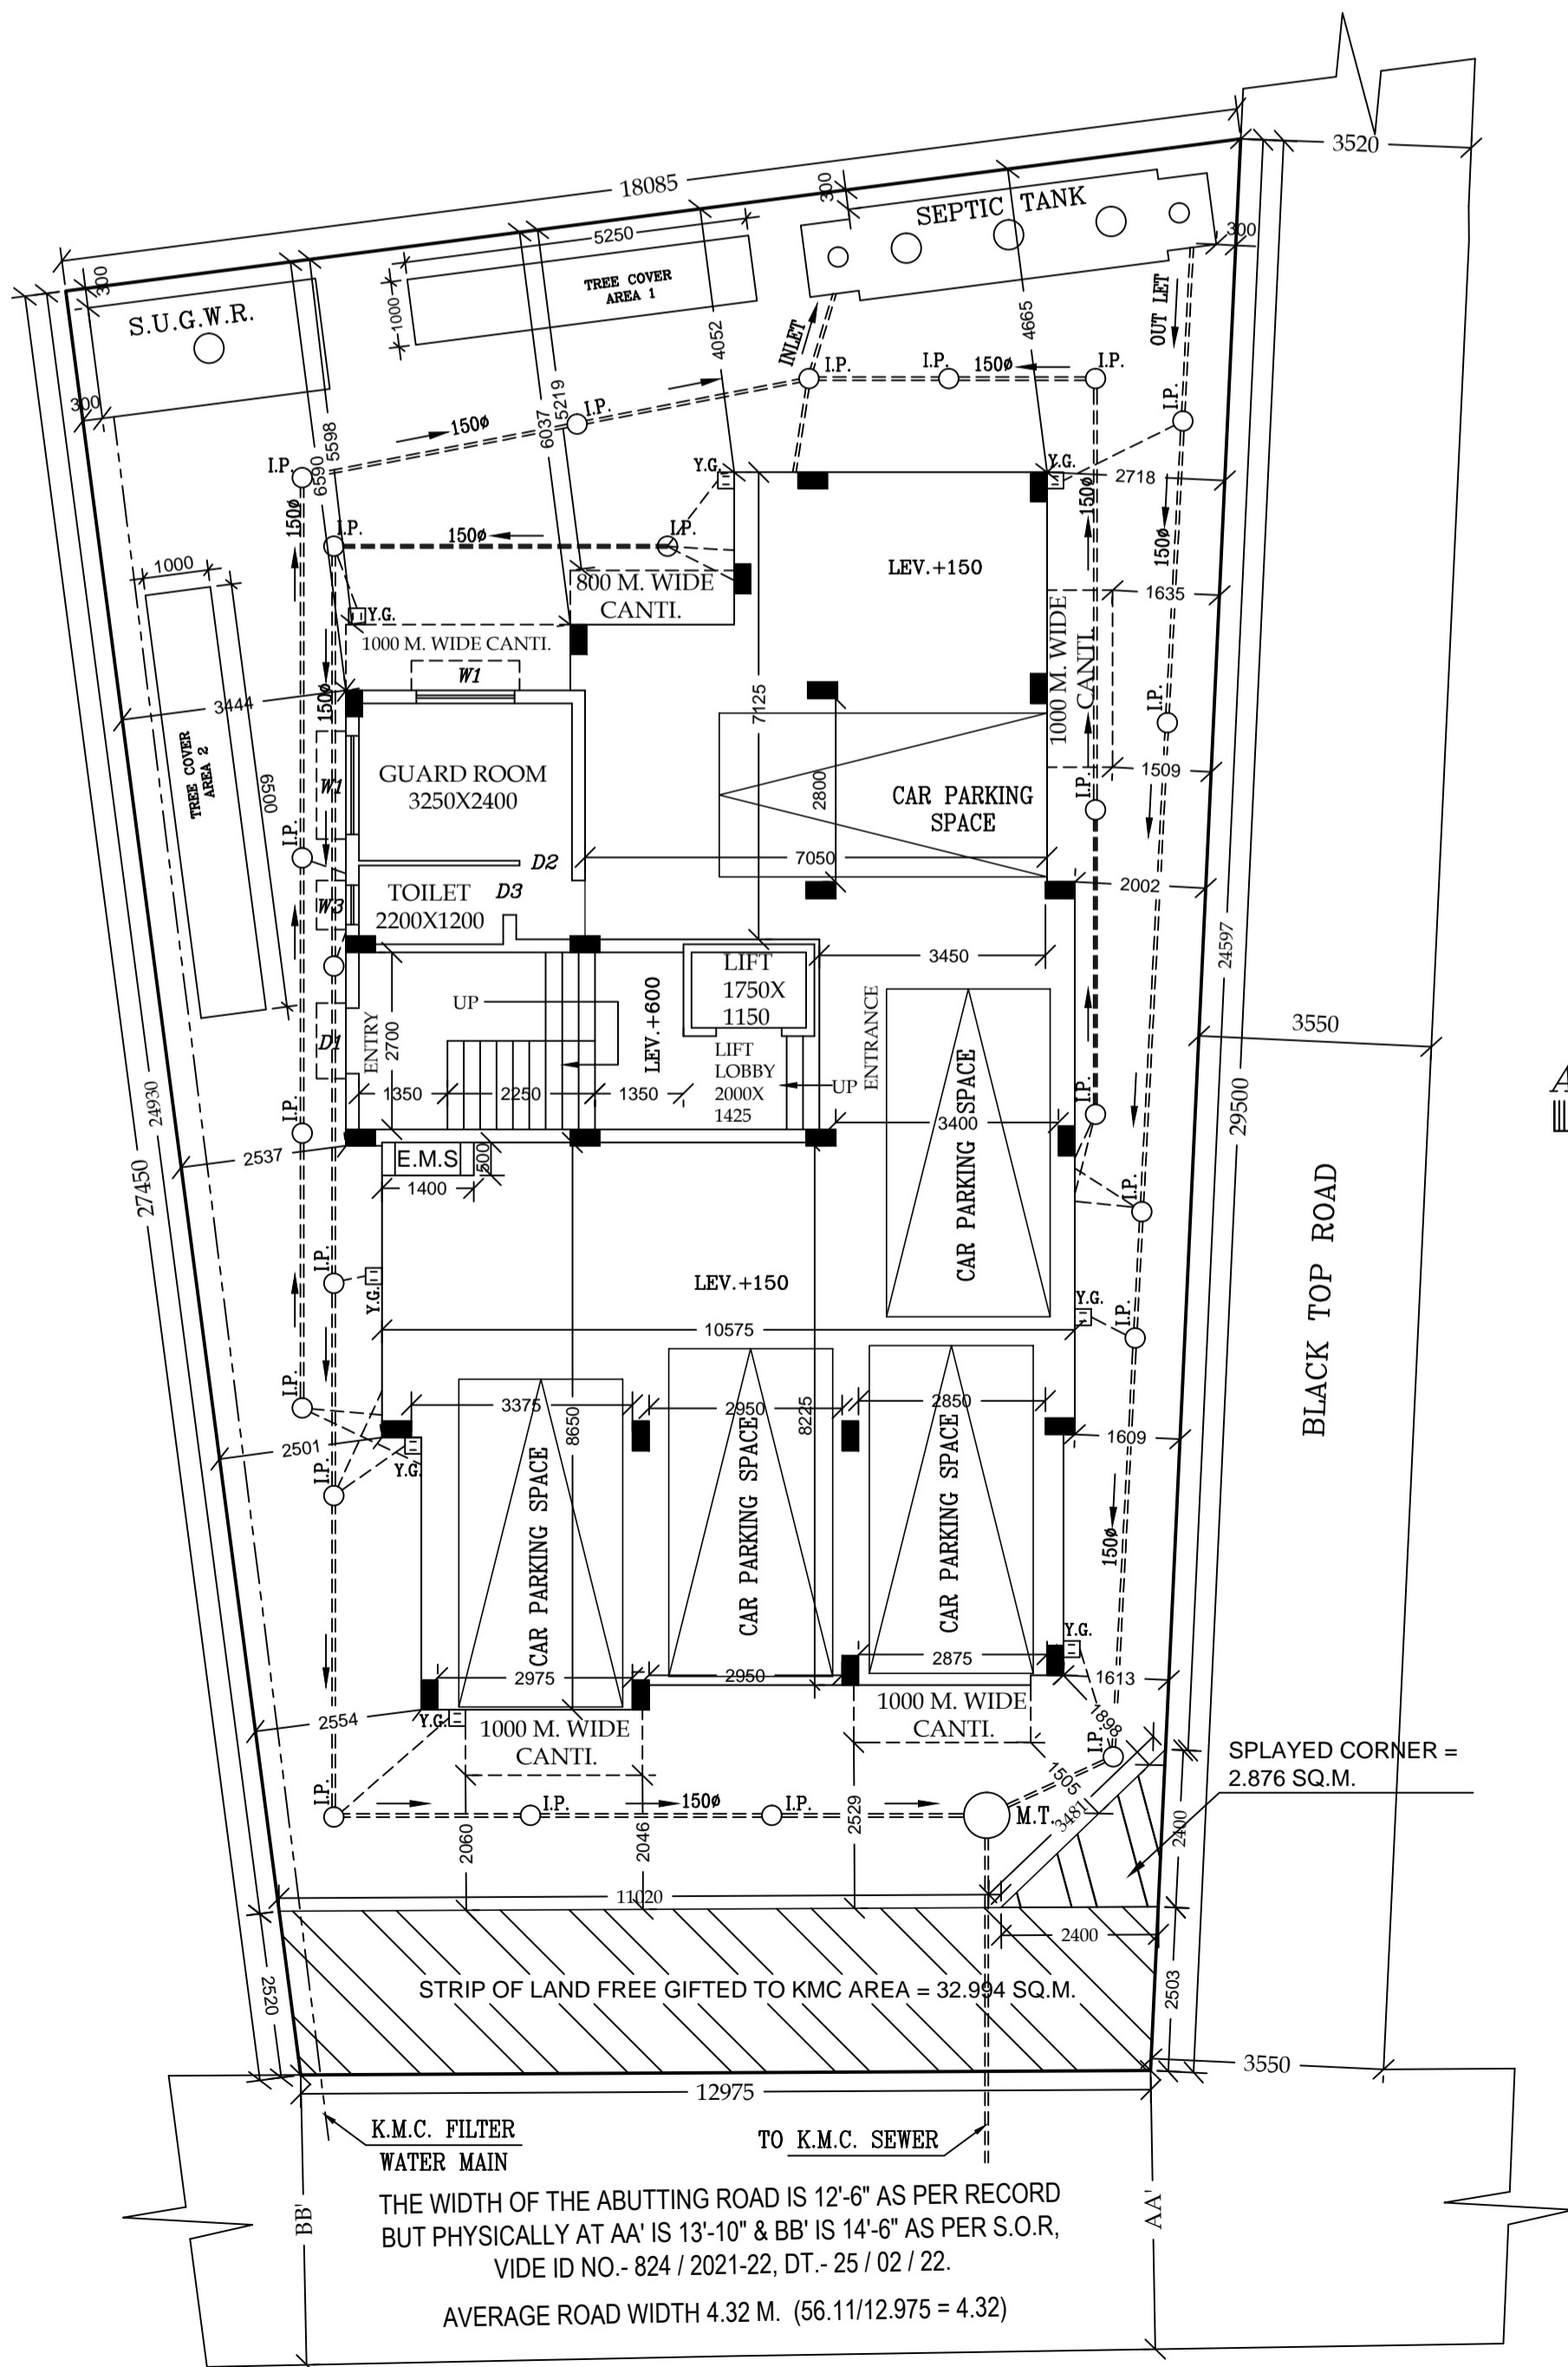 3520
18085
300
SEPTIC TANK
5250
300
300
TREE COVER
AREA 1
S.U.G.W.R.
1000
4052
4665
OUT LET
INLET
I.P.
I.P.
150ø
I.P.
300
5219
6037
I.P.
I.P.
150ø
5598
6590
I.P.
Y.G.
Y.G.
2718
150ø
150ø
150ø
I.P.
150ø
I.P.
LEV.+150
1000
800 M. WIDE
CANTI.
1635
Y.G.
1000 M. WIDE CANTI.
1000 M. WIDE
CANTI.
W1
3444
150ø
7125
I.P.
TREE COVER
AREA 2
6500
W1
GUARD ROOM
3250X2400
2800
1509
CAR PARKING
SPACE
I.P.
I.P.
D2
7050
2002
TOILET
2200X1200
D3
W3
24597
3450
LIFT
1750X
1150
UP
LEV.+600
ENTRANCE
3550
D1
ENTRY
2700
LIFT
LOBBY
2000X
1425
UP
CAR PARKING SPACE
24930
1350
2250
1350
I.P.
I.P.
3400
29500
A
27450
2537
E.M.S
500
1400
I.P.
BLACK TOP ROAD
I.P.
Y.G.
LEV.+150
Y.G.
I.P.
10575
I.P.
3375
2950
2850
8650
8225
2501
1609
Y.G.
I.P.
CAR PARKING SPACE
CAR PARKING SPACE
CAR PARKING SPACE
150ø
Y.G.
2975
2950
2875
1613
2554
Y.G.
1000 M. WIDE
CANTI.
1000 M. WIDE
CANTI.
1898
I.P.
SPLAYED CORNER =
2.876 SQ.M.
1505
I.P.
I.P.
150ø
I.P.
M.T.
3481
2400
2060
2046
2529
11020
2400
2520
STRIP OF LAND FREE GIFTED TO KMC AREA = 32.994 SQ.M.
2503
3550
12975
K.M.C. FILTER
WATER MAIN
TO K.M.C. SEWER
BB'
AA'
THE WIDTH OF THE ABUTTING ROAD IS 12'-6" AS PER RECORD
BUT PHYSICALLY AT AA' IS 13'-10" & BB' IS 14'-6" AS PER S.O.R,
VIDE ID NO.- 824 / 2021-22, DT.- 25 / 02 / 22.
AVERAGE ROAD WIDTH 4.32 M. (56.11/12.975 = 4.32)